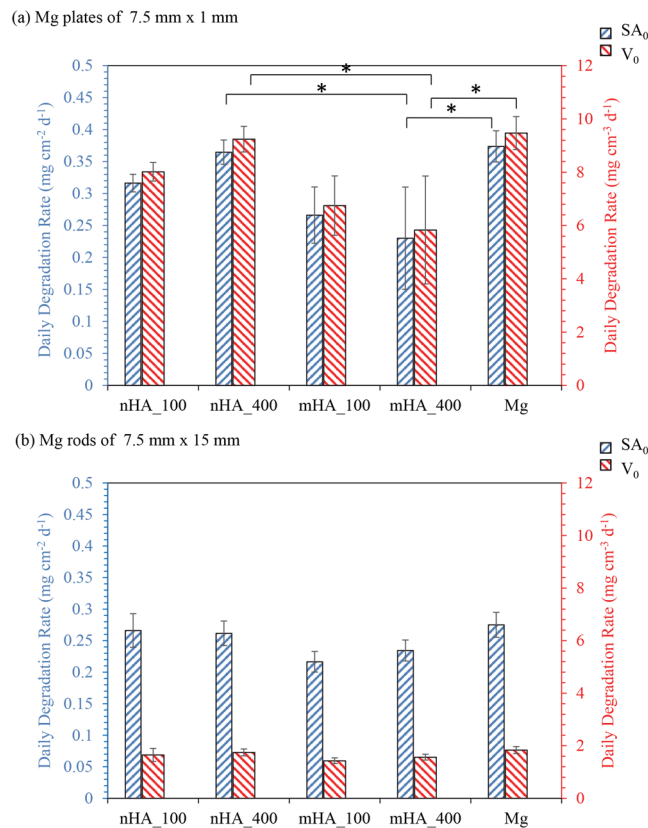 (a) Mg plates of 7.5 mm x 1 mm
SA₀
V₀
Daily Degradation Rate (mg cm⁻² d⁻¹)
0.5
0.45
0.4
0.35
0.3
0.25
0.2
0.15
0.1
0.05
0
* * * *
12
10
8
6
4
2
0
Daily Degradation Rate (mg cm⁻³ d⁻¹)
nHA_100 nHA_400 mHA_100 mHA_400 Mg
(b) Mg rods of 7.5 mm x 15 mm
SA₀
V₀
Daily Degradation Rate (mg cm⁻² d⁻¹)
0.5
0.45
0.4
0.35
0.3
0.25
0.2
0.15
0.1
0.05
0
12
10
8
6
4
2
0
Daily Degradation Rate (mg cm⁻³ d⁻¹)
nHA_100 nHA_400 mHA_100 mHA_400 Mg